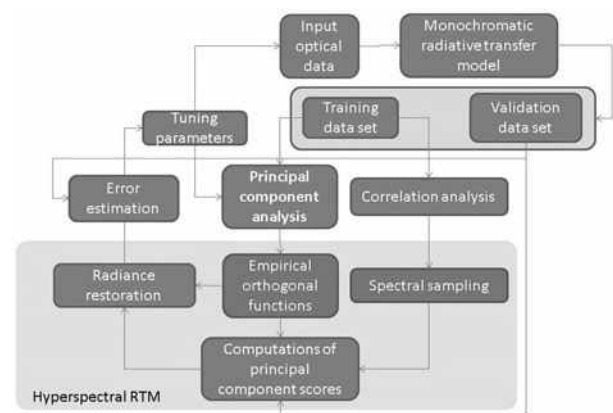 Input
optical
data
Monochromatic
radiative transfer
model
Training
data set
Validation
data set
Tuning
parameters
Error
estimation
Principal
component
analysis
Correlation analysis
Radiance
restoration
Empirical
orthogonal
functions
Spectral sampling
Computations of
principal
component scores
Hyperspectral RTM